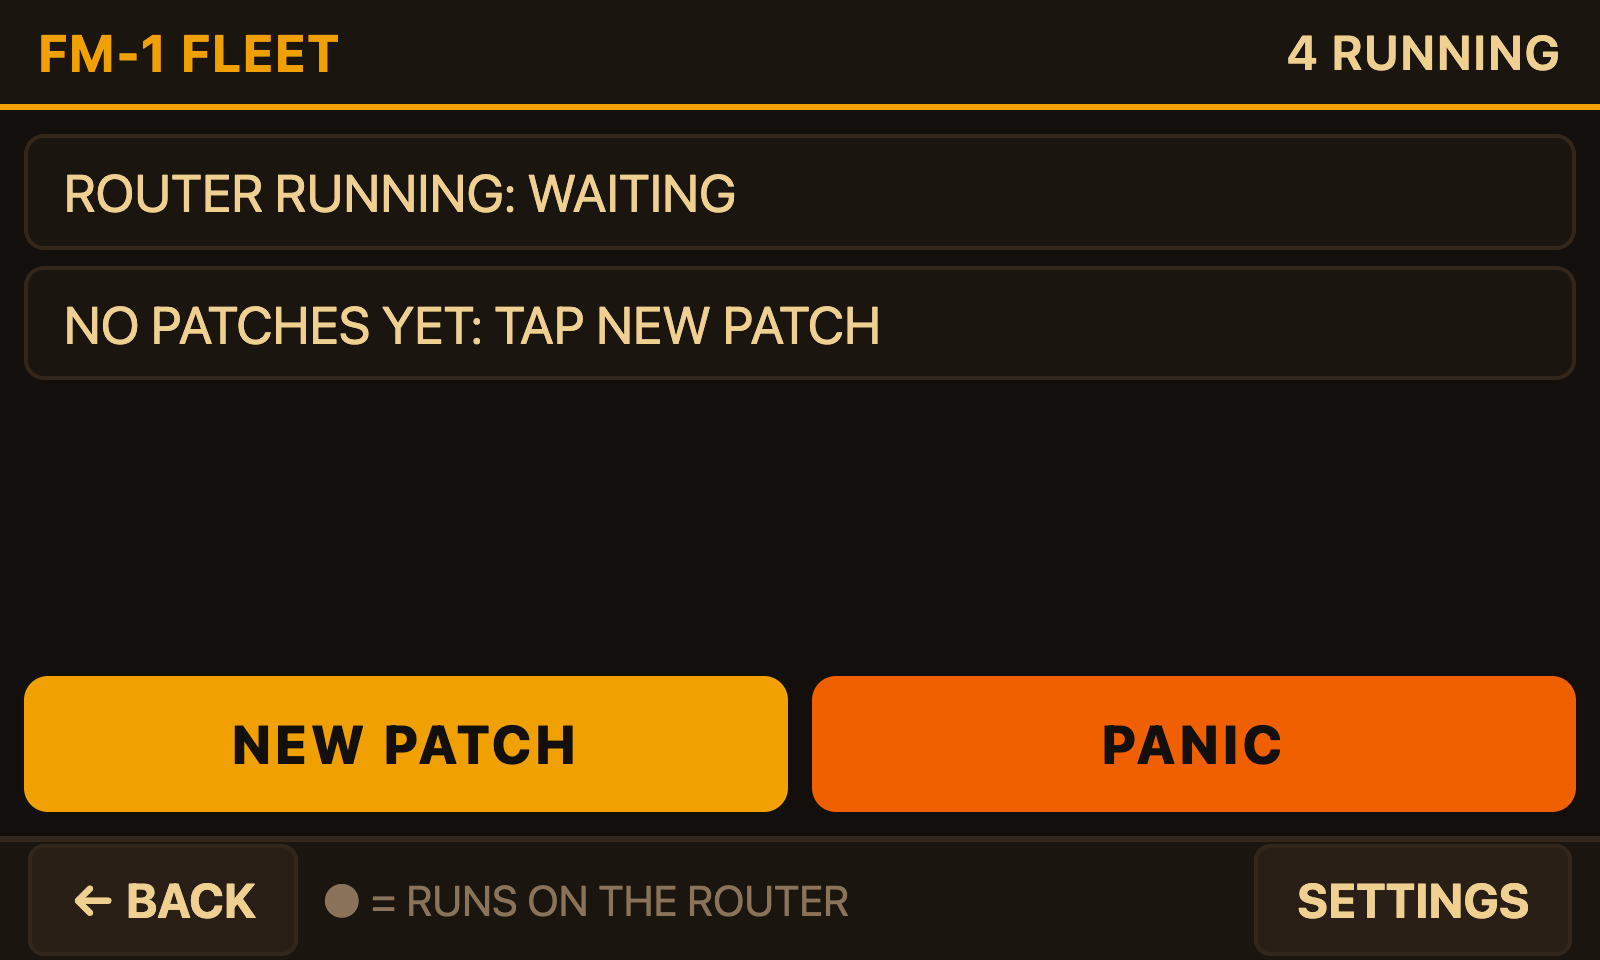 FM-1 FLEET
4 RUNNING
ROUTER RUNNING: WAITING
NO PATCHES YET: TAP NEW PATCH
NEW PATCH
PANIC
← BACK
= RUNS ON THE ROUTER
SETTINGS